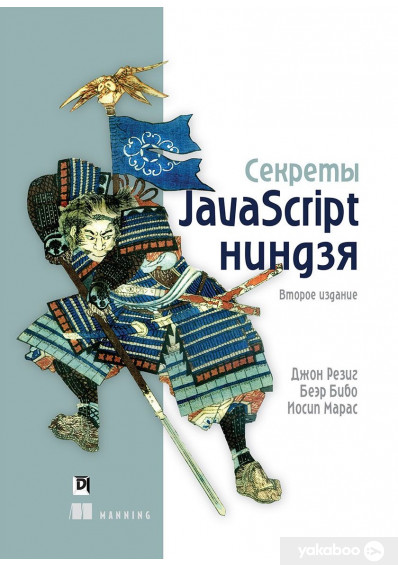 Секреты
JavaScript
ниндзя
Второе издание
Джон Резиг
Беэр Бибо
Иосип Марас
Д
MANNING
yakaboo